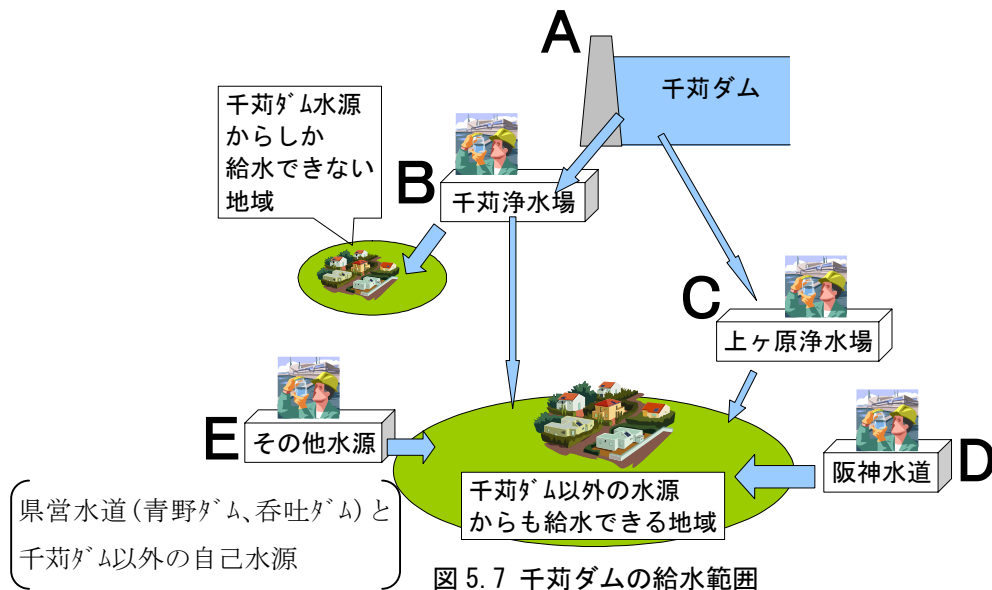 A
千苅ダム
千苅ﾀﾞﾑ水源
からしか
給水できない
地域
B
千苅浄水場
C
上ヶ原浄水場
E
その他水源
D
阪神水道
千苅ﾀﾞﾑ以外の水源
からも給水できる地域
県営水道(青野ﾀﾞﾑ、呑吐ﾀﾞﾑ)と
千苅ﾀﾞﾑ以外の自己水源
図 5.7 千苅ダムの給水範囲